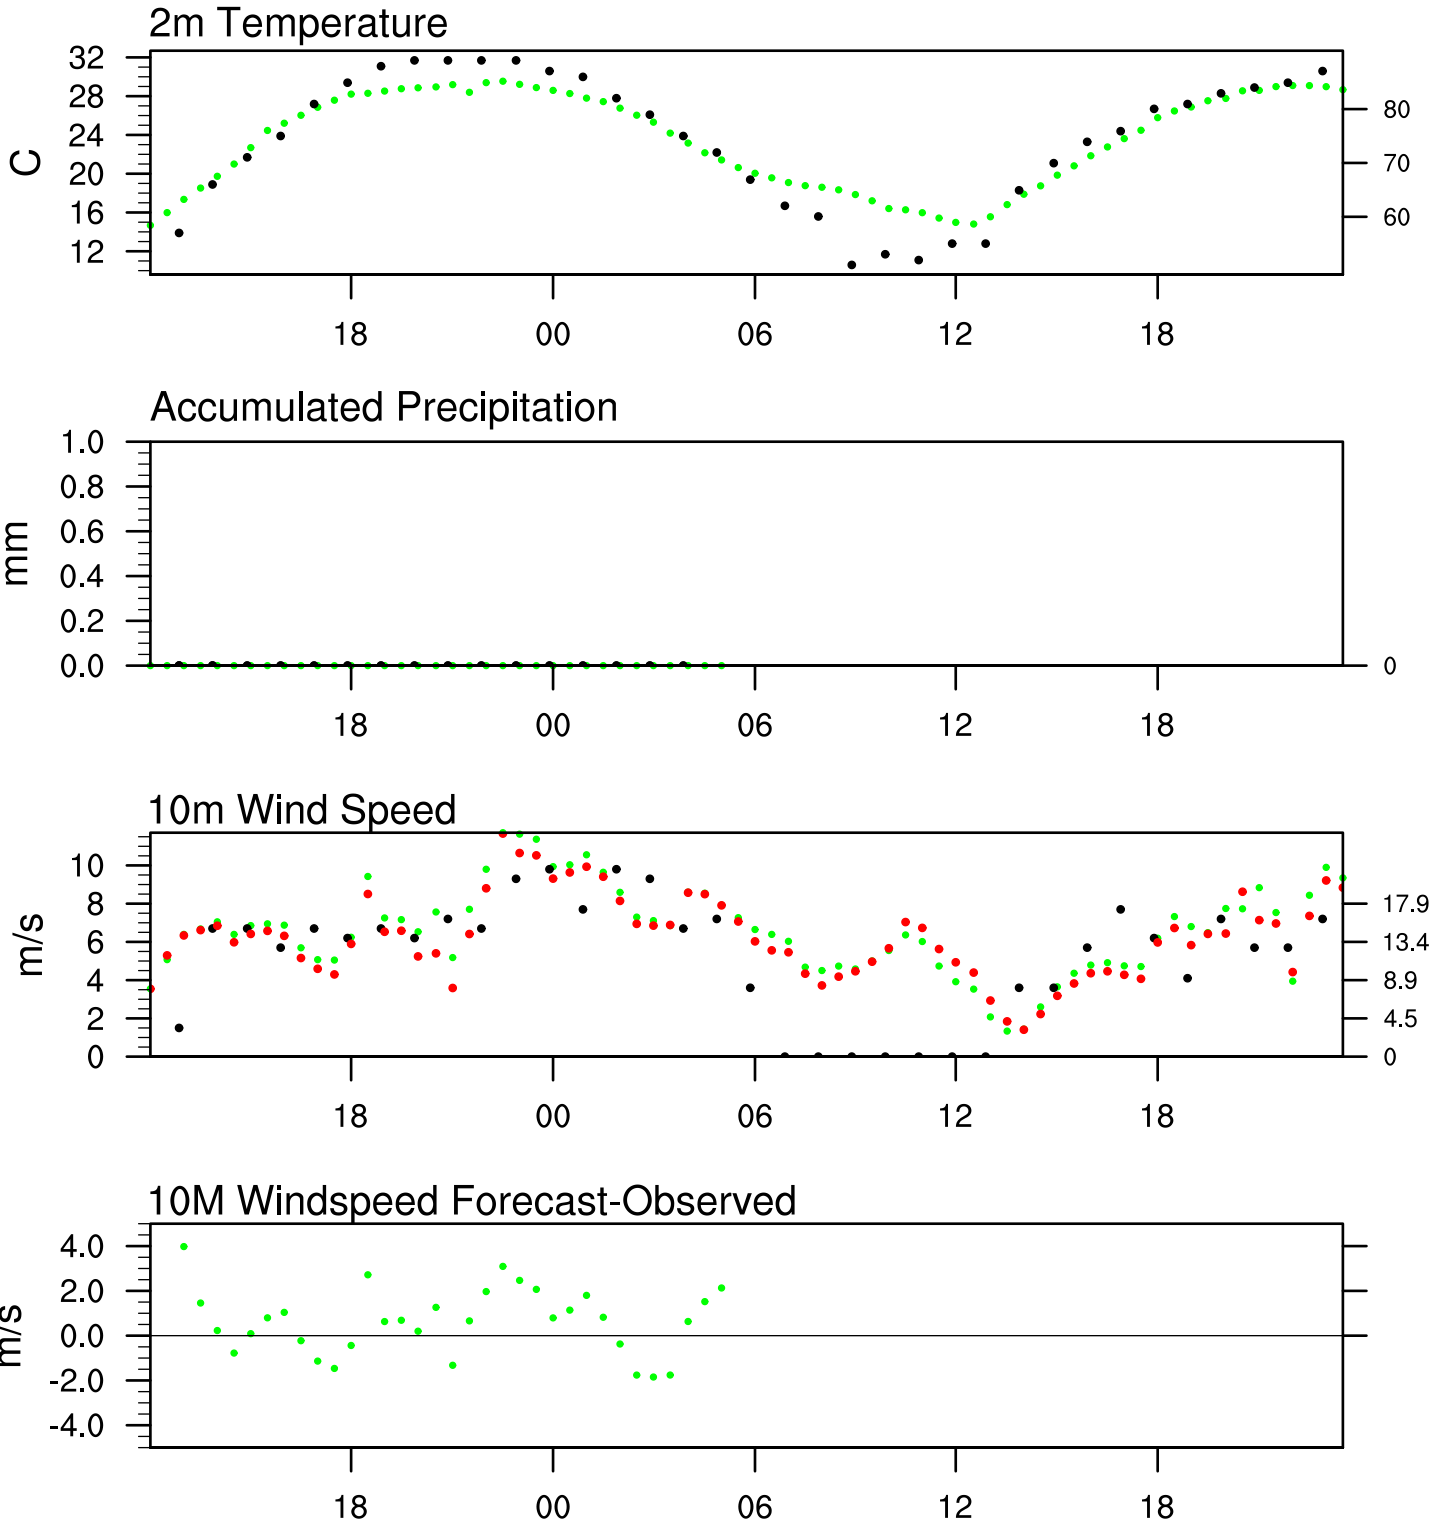 2m Temperature
32
28
24
20
16
12
C
80
70
60
18 00 06 12 18
Accumulated Precipitation
1.0
0.8
0.6
0.4
0.2
0.0
mm
0
18 00 06 12 18
10m Wind Speed
10
8
6
4
2
0
m/s
17.9
13.4
8.9
4.5
0
18 00 06 12 18
10M Windspeed Forecast-Observed
4.0
2.0
0.0
-2.0
-4.0
m/s
18 00 06 12 18